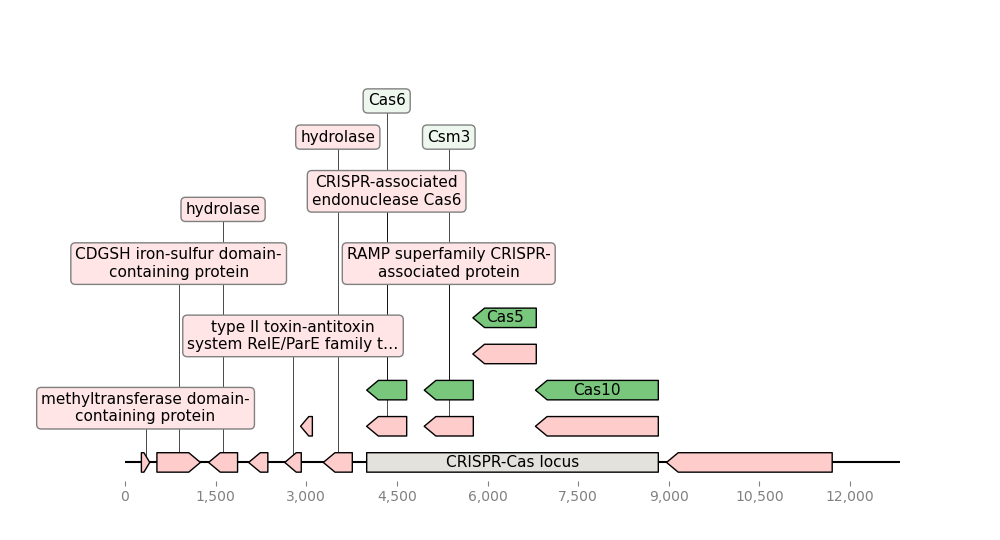 Cas6
hydrolase
Csm3
CRISPR-associated
endonuclease Cas6
hydrolase
CDGSH iron-sulfur domain-
containing protein
RAMP superfamily CRISPR-
associated protein
Cas5
type II toxin-antitoxin
system RelE/ParE family t…
Cas10
methyltransferase domain-
containing protein
CRISPR-Cas locus
0 1,500 3,000 4,500 6,000 7,500 9,000 10,500 12,000